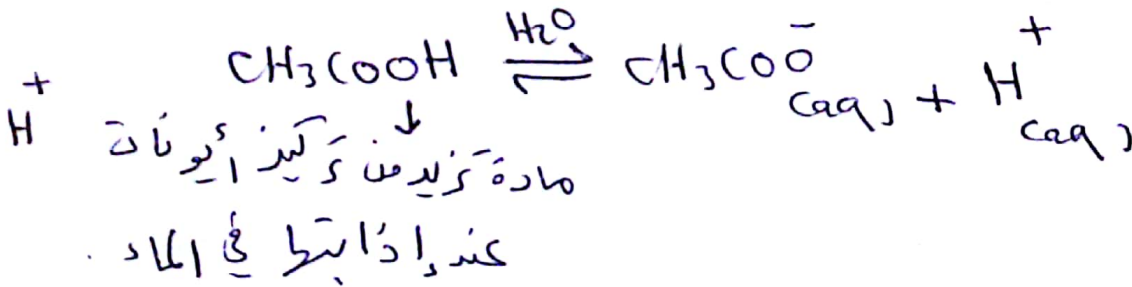 CH₃COOH ⇌ H₂O CH₃COO⁻ (aq) + H⁺ (aq)
↓
مادة تزيد من تركيز أيونات H⁺
عند إذابتها في الماء .